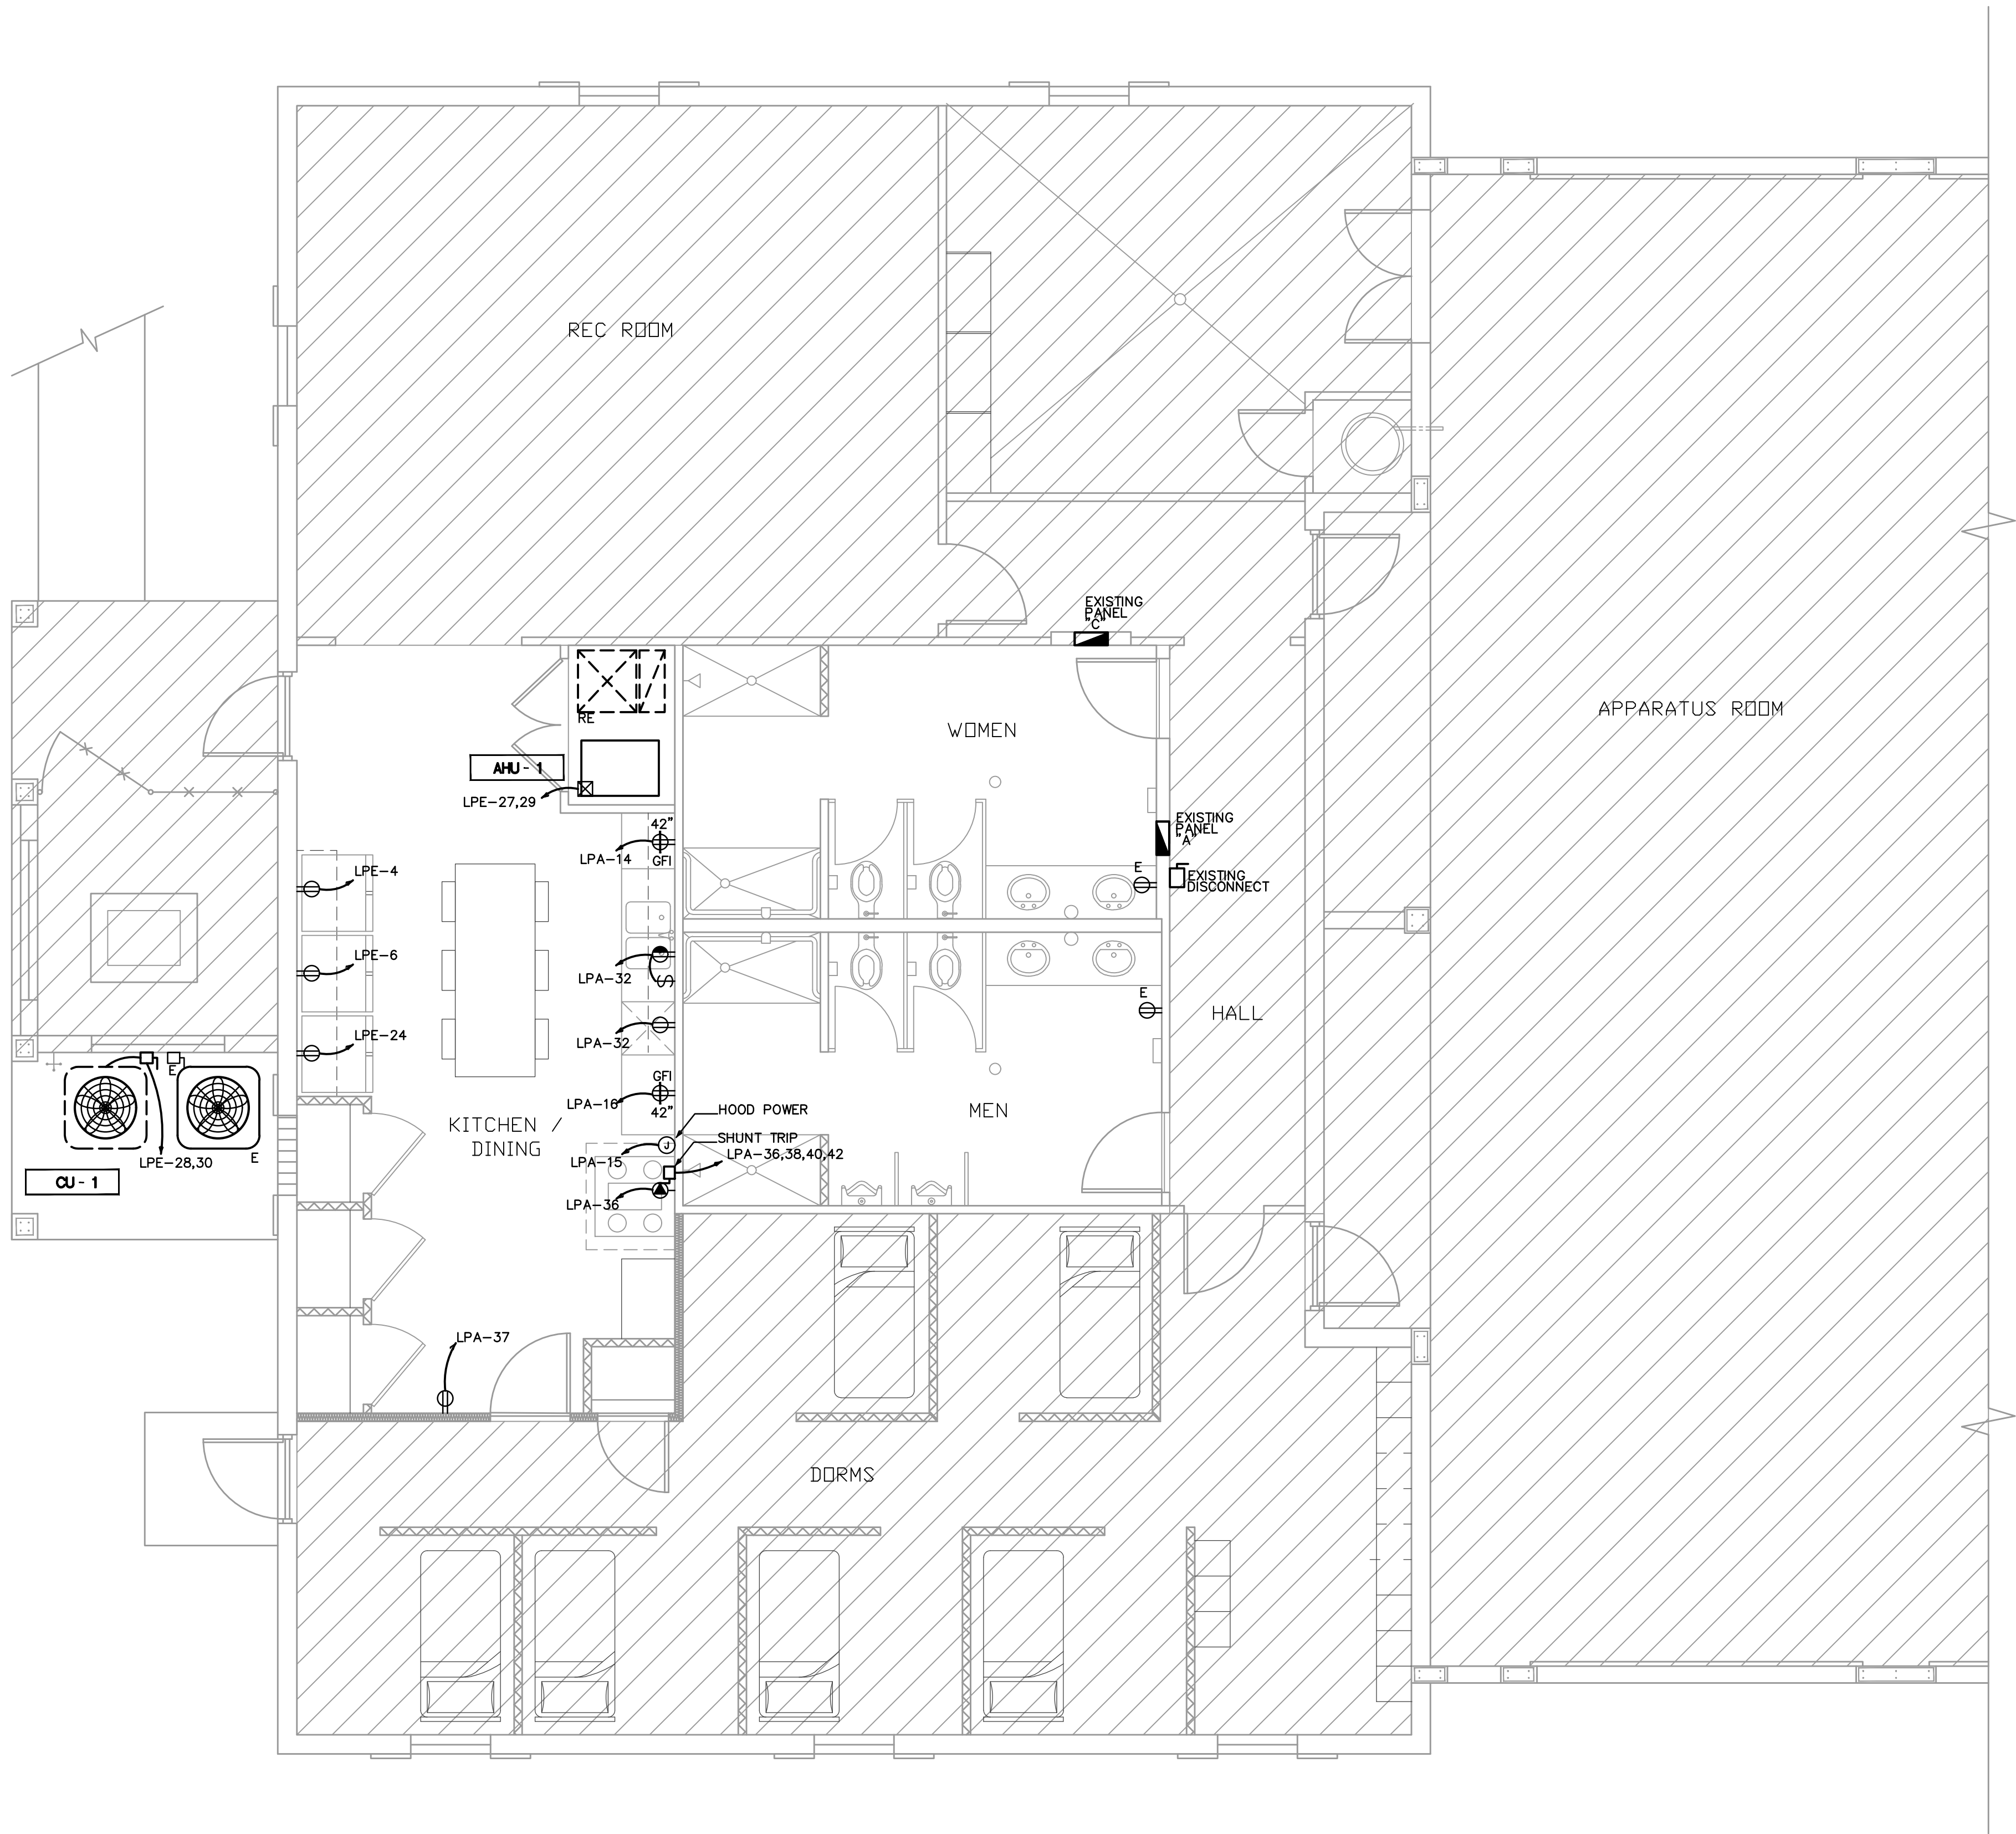 REC ROOM
EXISTING
PANEL
"C"
APPARATUS ROOM
WOMEN
RE
AHU - 1
LPE-27,29
42"
LPA-14
GFI
EXISTING
PANEL
"A"
E
EXISTING
DISCONNECT
LPE-4
LPE-6
LPA-32
S
E
HALL
LPE-24
LPA-32
E
GFI
LPA-16
42"
HOOD POWER
MEN
KITCHEN /
DINING
J
SHUNT TRIP
LPA-36,38,40,42
LPA-15
E
LPE-28,30
CU - 1
LPA-36
LPA-37
DORMS